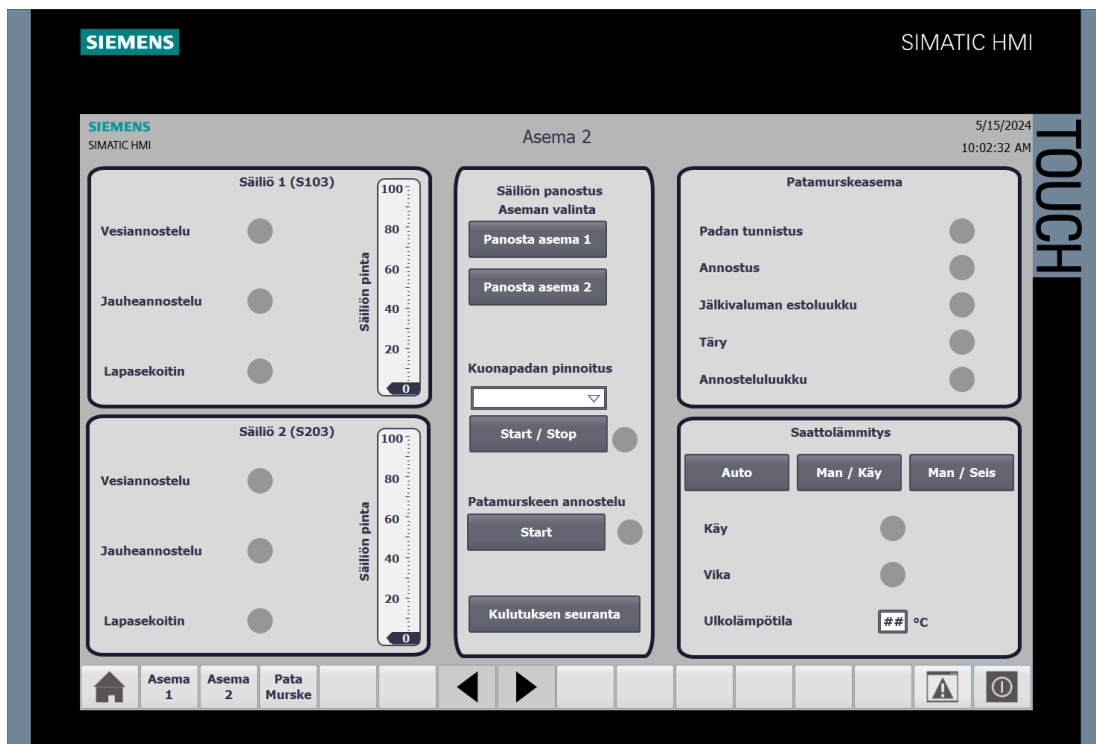 SIEMENS
SIMATIC HMI
TOUCH
SIEMENS
SIMATIC HMI
Asema 2
5/15/2024
10:02:32 AM
Säiliö 1 (S103)
Vesiannostelu
Jauheannostelu
Lapasekoitin
Säiliön pinta
100
80
60
40
20
0
Säiliö 2 (S203)
Vesiannostelu
Jauheannostelu
Lapasekoitin
Säiliön pinta
100
80
60
40
20
0
Säiliön panostus
Aseman valinta
Panosta asema 1
Panosta asema 2
Kuonapadan pinnoitus
Start / Stop
Patamurskeen annostelu
Start
Kulutuksen seuranta
Patamurskeasema
Padan tunnistus
Annostus
Jälkivaluman estoluukku
Täry
Annosteluluukku
Saattolämmitys
Auto
Man / Käy
Man / Seis
Käy
Vika
Ulkolämpötila ## °C
Asema
1
Asema
2
Pata
Murske